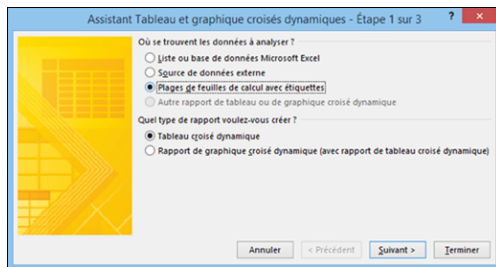 Assistant Tableau et graphique croisés dynamiques - Étape 1 sur 3
Où se trouvent les données à analyser ?
Liste ou base de données Microsoft Excel
Source de données externe
Plages de feuilles de calcul avec étiquettes
Autre rapport de tableau ou de graphique croisé dynamique
Quel type de rapport voulez-vous créer ?
Tableau croisé dynamique
Rapport de graphique croisé dynamique (avec rapport de tableau croisé dynamique)
Annuler < Précédent Suivant > Terminer